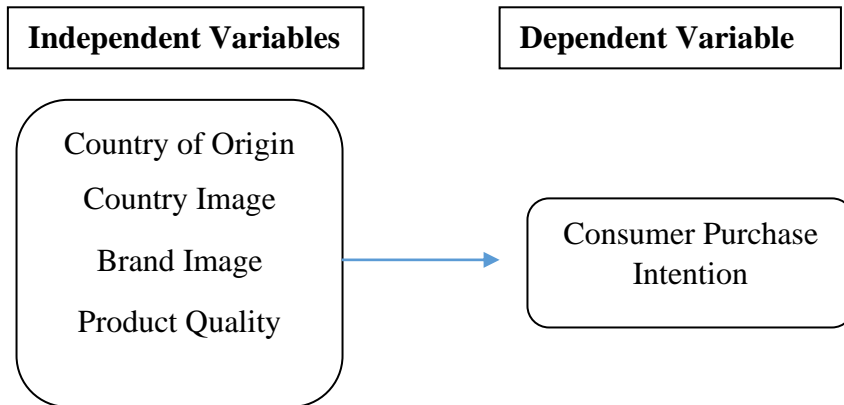 Independent Variables
Dependent Variable
Country of Origin
Country Image
Brand Image
Product Quality
Consumer Purchase
Intention